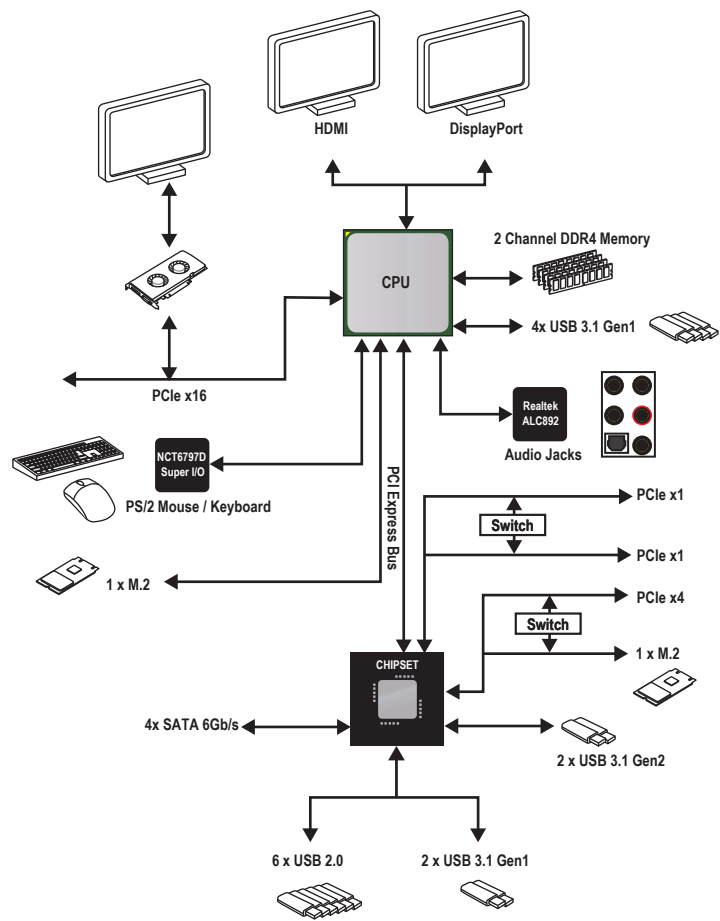 HDMI
DisplayPort
2 Channel DDR4 Memory
CPU
4x USB 3.1 Gen1
PCIe x16
Realtek
ALC892
Audio Jacks
NCT6797D
Super I/O
PS/2 Mouse / Keyboard
PCI Express Bus
PCIe x1
Switch
PCIe x1
1 x M.2
PCIe x4
Switch
1 x M.2
CHIPSET
4x SATA 6Gb/s
2 x USB 3.1 Gen2
6 x USB 2.0
2 x USB 3.1 Gen1